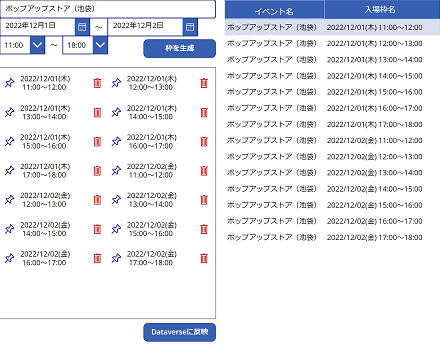 ポップアップストア（池袋）
2022年12月1日 ～ 2022年12月2日
11:00 ～ 18:00 枠を生成
2022/12/01(木) 2022/12/01(木)
11:00～12:00 12:00～13:00
2022/12/01(木) 2022/12/01(木)
13:00～14:00 14:00～15:00
2022/12/01(木) 2022/12/01(木)
15:00～16:00 16:00～17:00
2022/12/01(木) 2022/12/02(金)
17:00～18:00 11:00～12:00
2022/12/02(金) 2022/12/02(金)
12:00～13:00 13:00～14:00
2022/12/02(金) 2022/12/02(金)
14:00～15:00 15:00～16:00
2022/12/02(金) 2022/12/02(金)
16:00～17:00 17:00～18:00
Dataverseに反映
イベント名 入場枠名
ポップアップストア（池袋） 2022/12/01(木) 11:00～12:00
ポップアップストア（池袋） 2022/12/01(木) 12:00～13:00
ポップアップストア（池袋） 2022/12/01(木) 13:00～14:00
ポップアップストア（池袋） 2022/12/01(木) 14:00～15:00
ポップアップストア（池袋） 2022/12/01(木) 15:00～16:00
ポップアップストア（池袋） 2022/12/01(木) 16:00～17:00
ポップアップストア（池袋） 2022/12/01(木) 17:00～18:00
ポップアップストア（池袋） 2022/12/02(金) 11:00～12:00
ポップアップストア（池袋） 2022/12/02(金) 12:00～13:00
ポップアップストア（池袋） 2022/12/02(金) 13:00～14:00
ポップアップストア（池袋） 2022/12/02(金) 14:00～15:00
ポップアップストア（池袋） 2022/12/02(金) 15:00～16:00
ポップアップストア（池袋） 2022/12/02(金) 16:00～17:00
ポップアップストア（池袋） 2022/12/02(金) 17:00～18:00